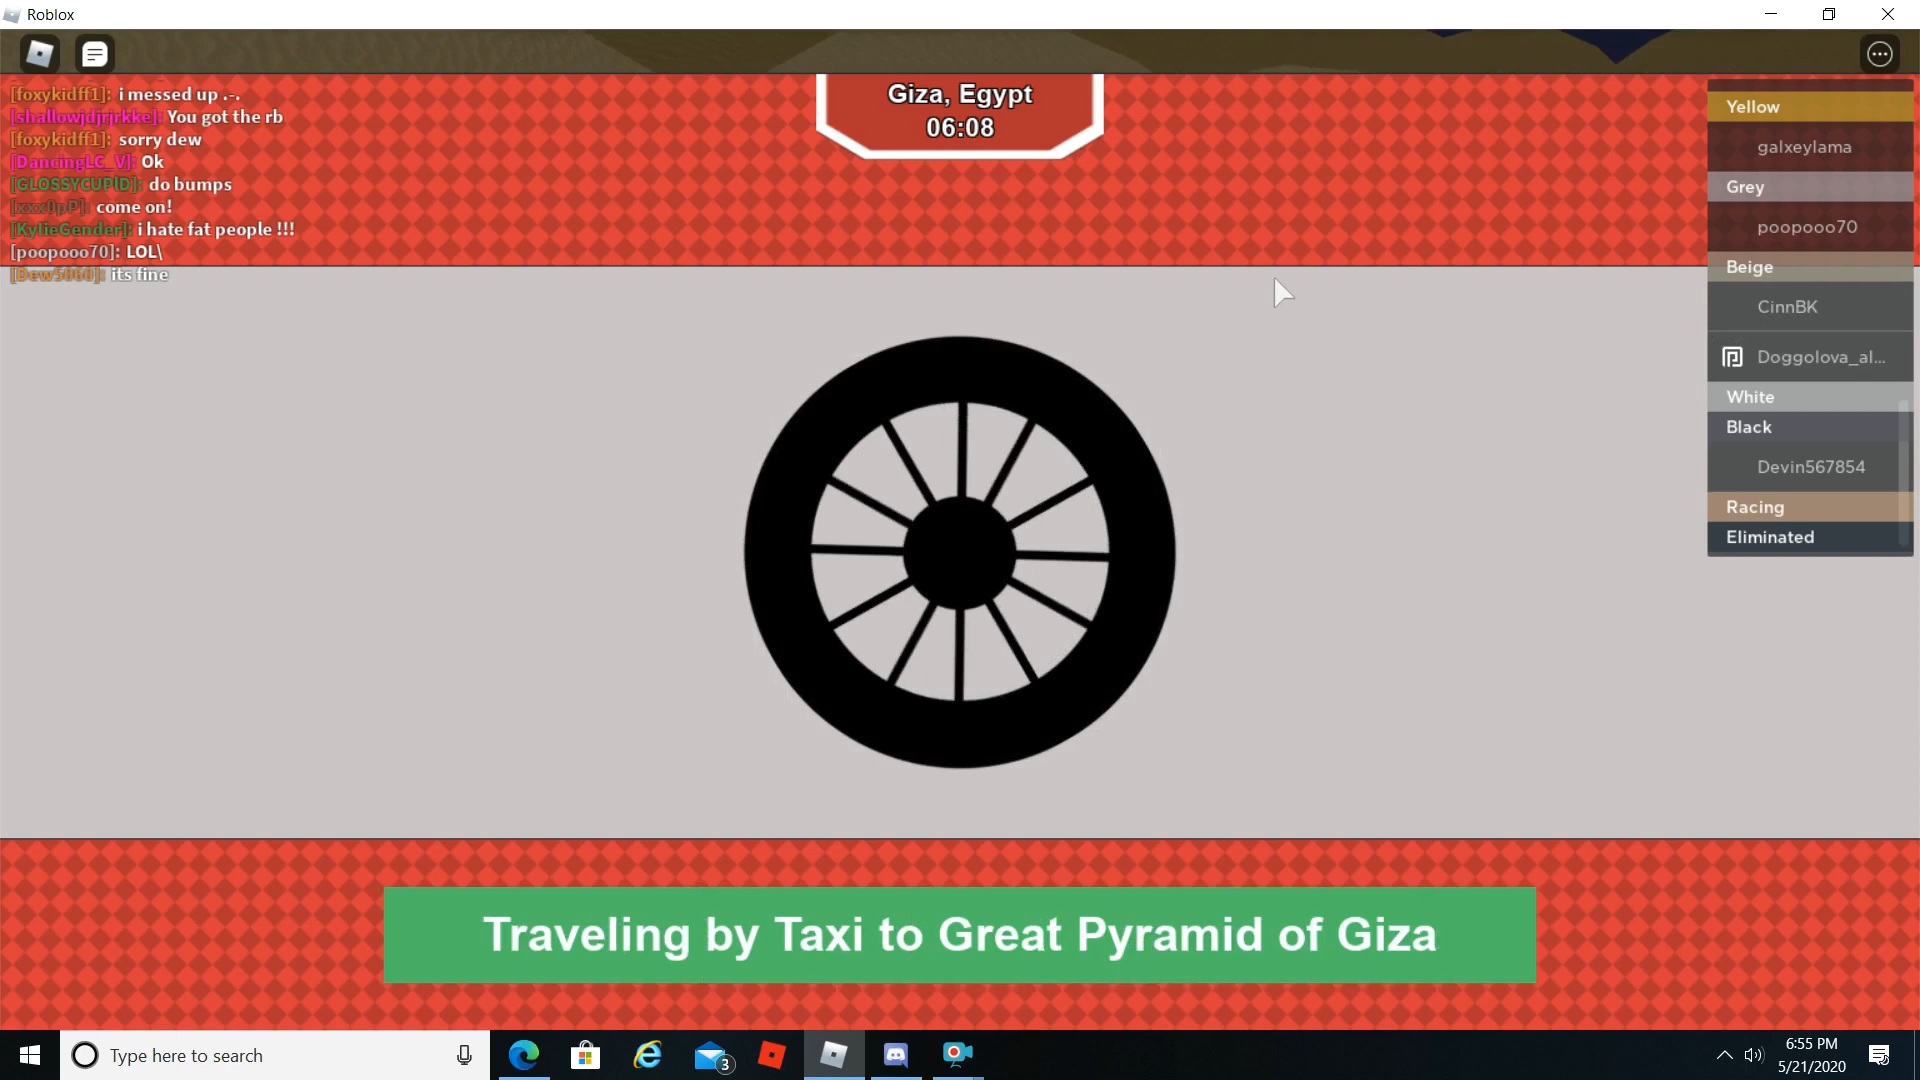 Roblox
[foxykidff1]: i messed up .-.
[shallowjdjrjrkke]: You got the rb
[foxykidff1]: sorry dew
[DancingLC_V]: Ok
[GLOSSYCUPID]: do bumps
[xxx0pP]: come on!
[KylieGender]: i hate fat people !!!
[poopooo70]: LOL\
[Dew5060]: its fine
Giza, Egypt
06:08
Yellow
galxeylama
Grey
poopooo70
Beige
CinnBK
Doggolova_al...
White
Black
Devin567854
Racing
Eliminated
Traveling by Taxi to Great Pyramid of Giza
Type here to search
3
6:55 PM
5/21/2020